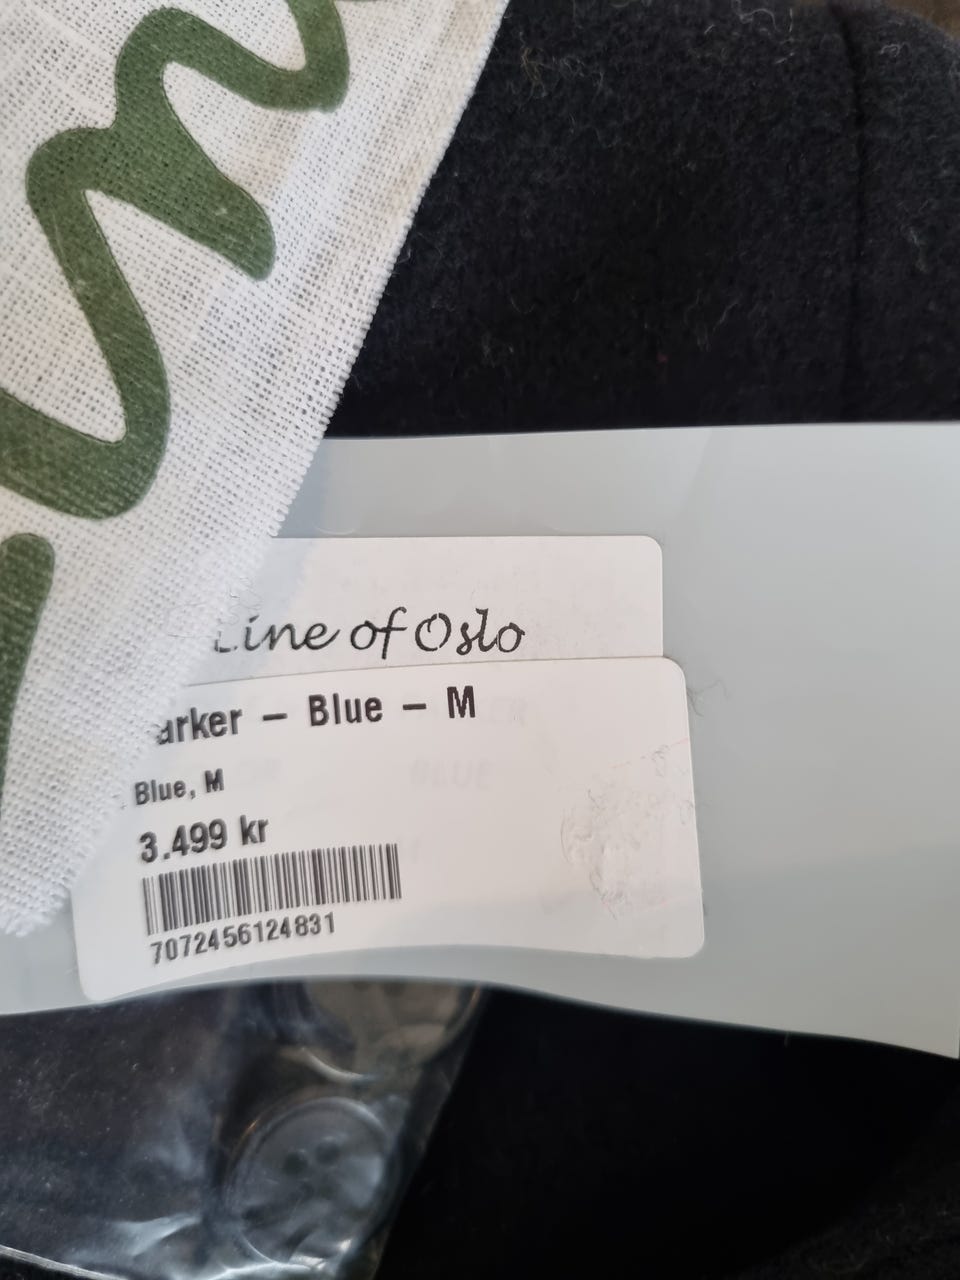 Line of Oslo
arker – Blue – M
Blue, M
3.499 kr
7072456124831